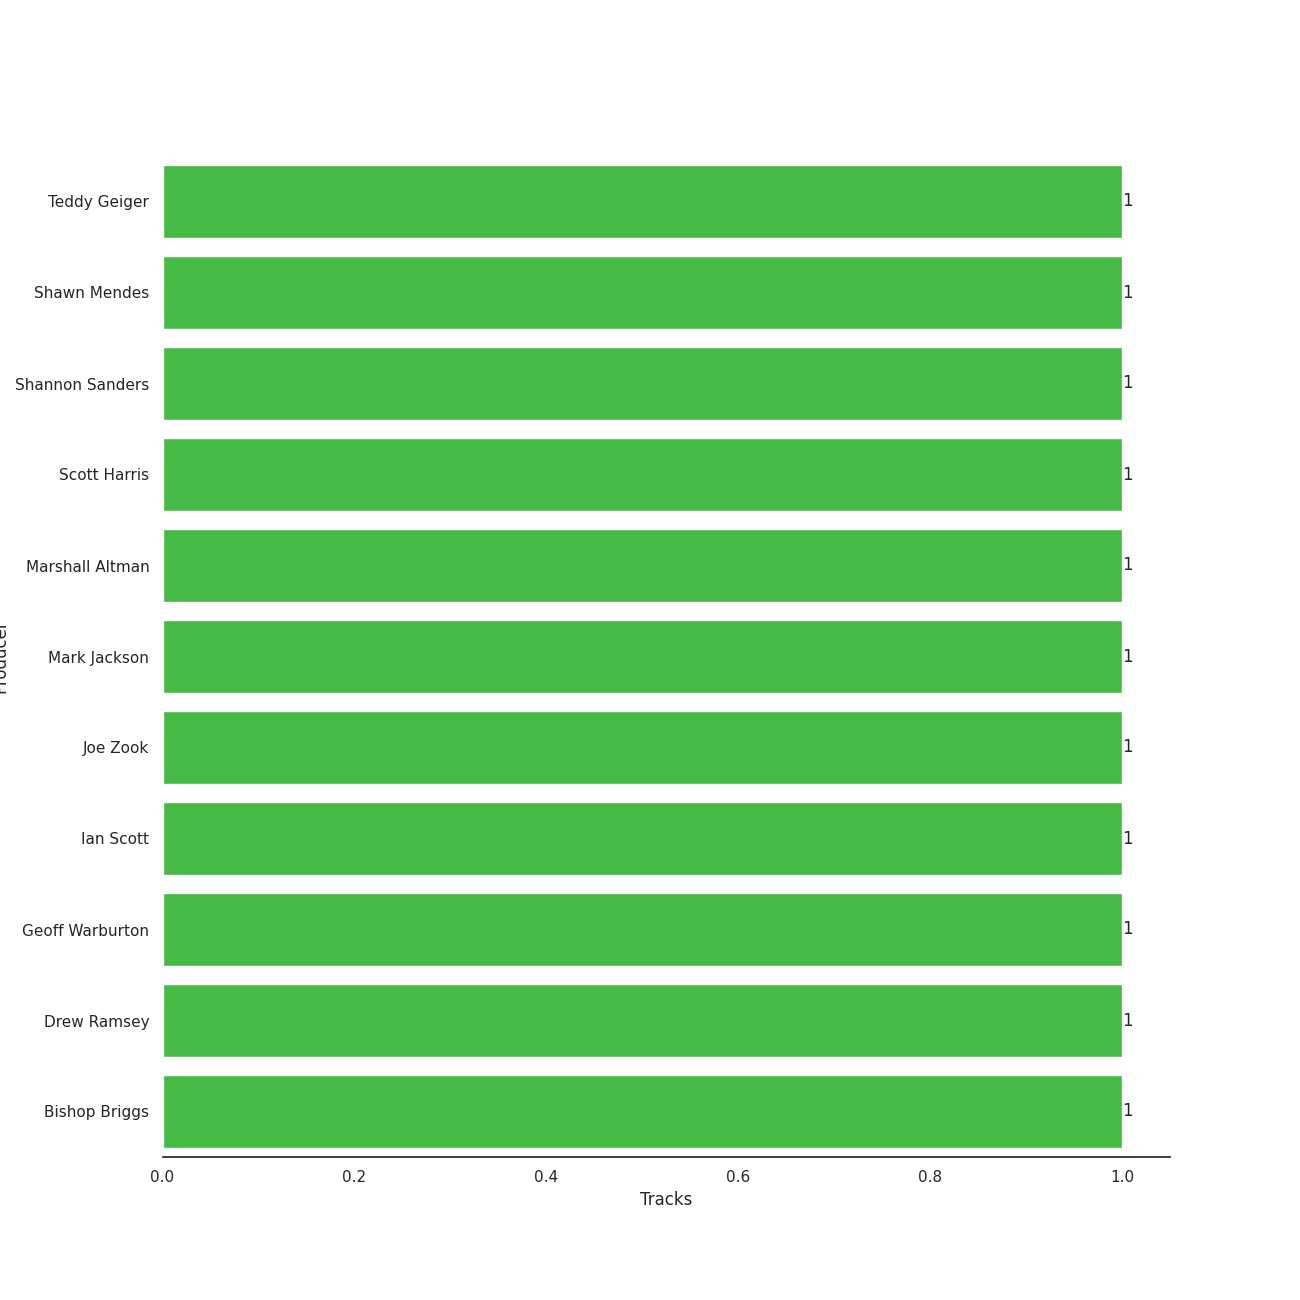 Teddy Geiger 1
Shawn Mendes 1
Shannon Sanders 1
Scott Harris 1
Marshall Altman 1
Mark Jackson 1
Joe Zook 1
Ian Scott 1
Geoff Warburton 1
Drew Ramsey 1
Bishop Briggs 1
Producer
0.0 0.2 0.4 0.6 0.8 1.0
Tracks